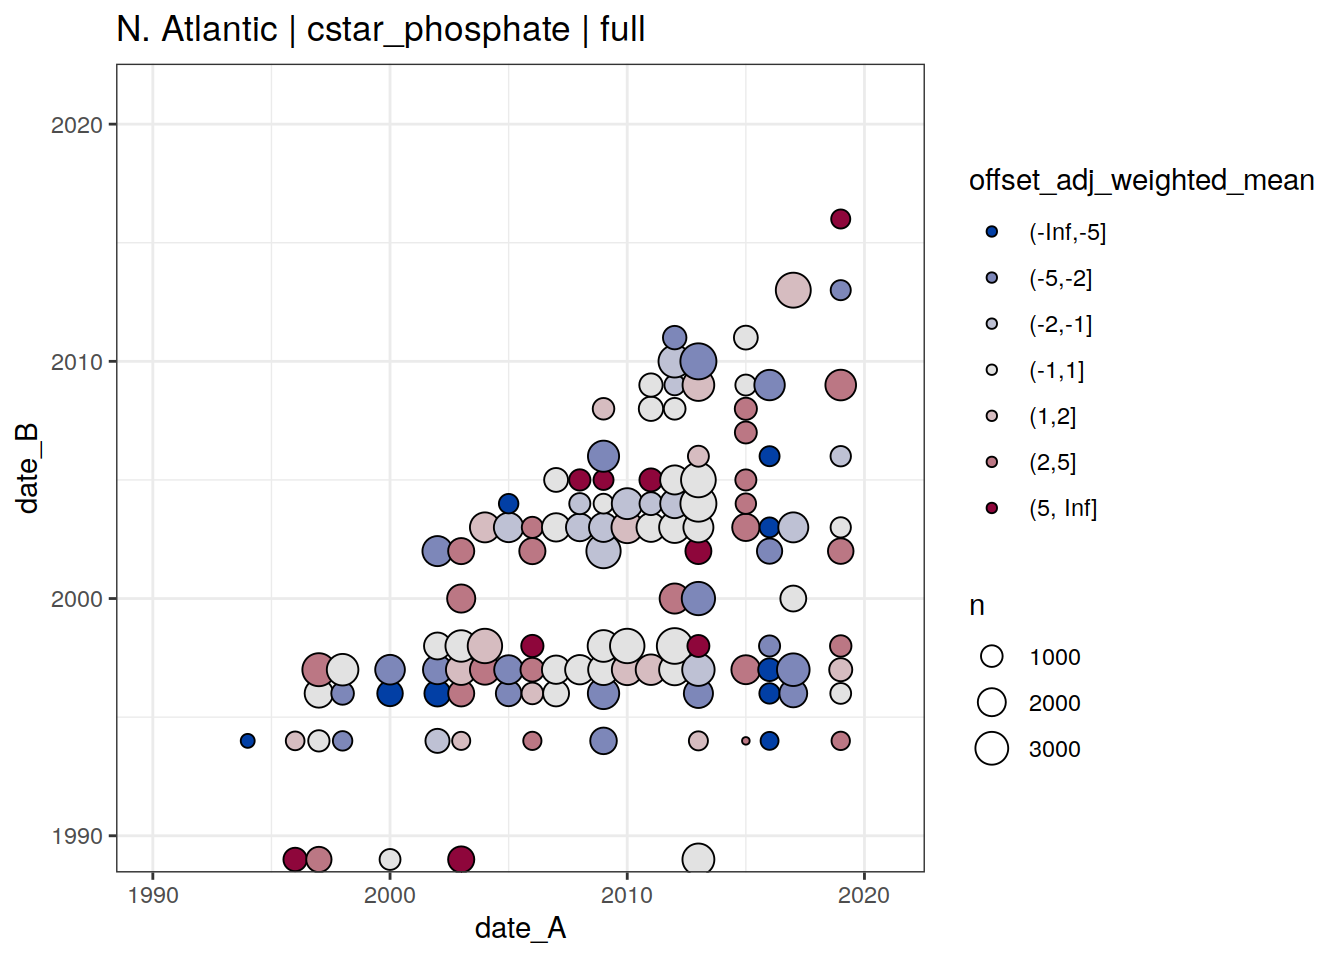 N. Atlantic | cstar_phosphate | full
date_B
2020
2010
2000
1990
1990
2000
2010
2020
date_A
offset_adj_weighted_mean
(-Inf,-5]
(-5,-2]
(-2,-1]
(-1,1]
(1,2]
(2,5]
(5, Inf]
n
1000
2000
3000